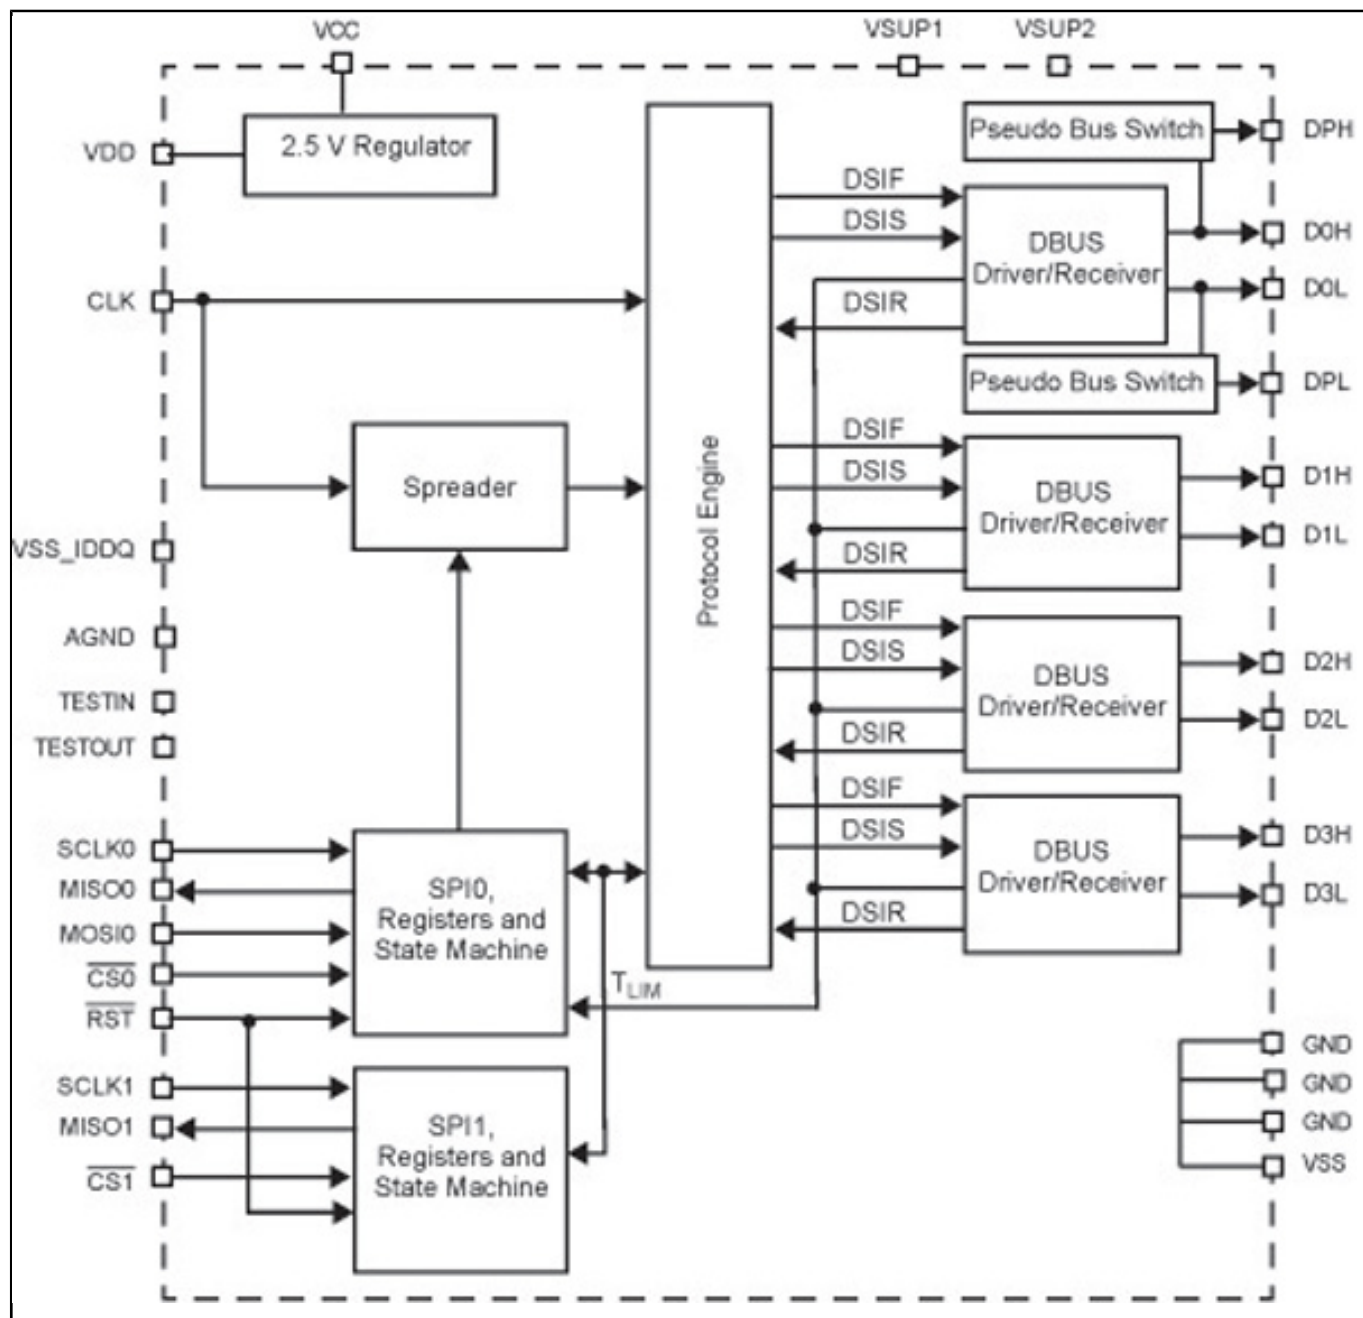 VCC
VSUP1
VSUP2
2.5 V Regulator
VDD
CLK
Spreader
VSS_IDDQ
AGND
TESTIN
TESTOUT
SCLK0
MISO0
MOSI0
CS0
RST
SPI0,
Registers and
State Machine
SCLK1
MISO1
CS1
SPI1,
Registers and
State Machine
TLIM
Protocol Engine
Pseudo Bus Switch
DPH
DSIF
DSIS
DSIR
DBUS
Driver/Receiver
D0H
D0L
Pseudo Bus Switch
DPL
DSIF
DSIS
DSIR
DBUS
Driver/Receiver
D1H
D1L
DSIF
DSIS
DSIR
DBUS
Driver/Receiver
D2H
D2L
DSIF
DSIS
DSIR
DBUS
Driver/Receiver
D3H
D3L
GND
GND
GND
VSS